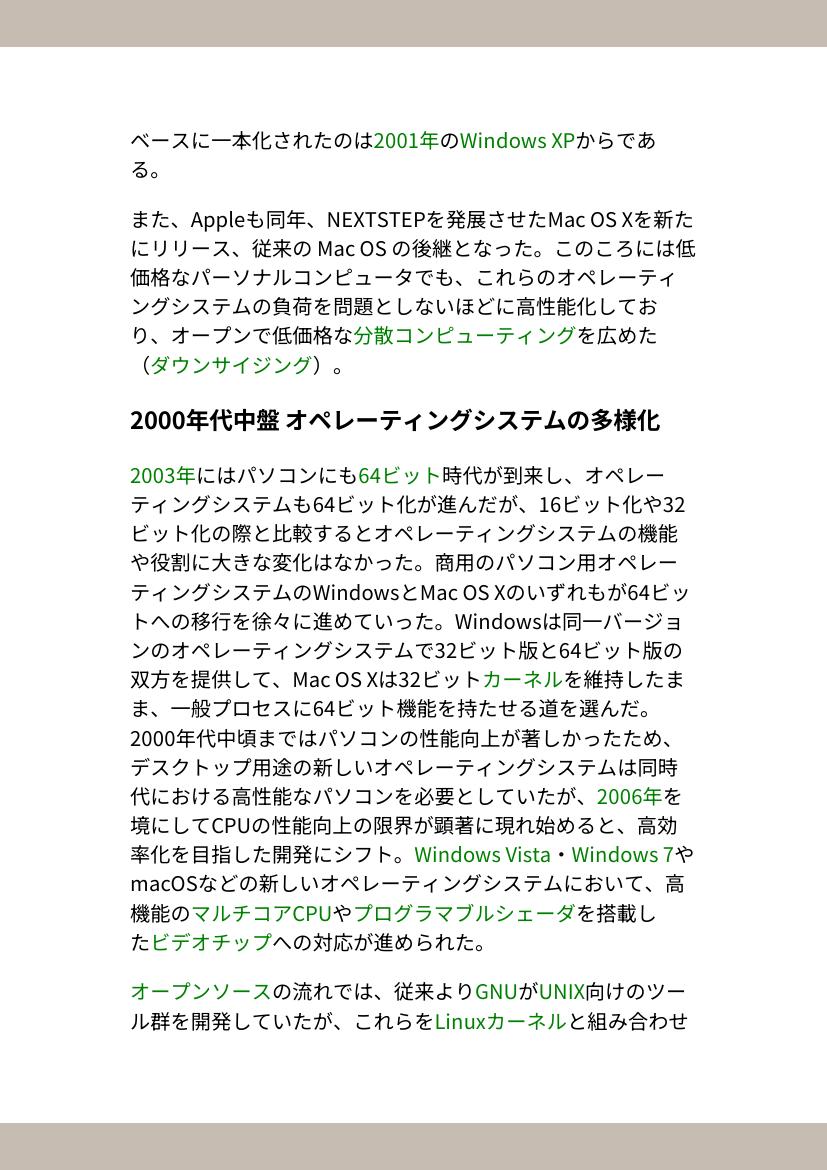 ベースに一本化されたのは2001年のWindows XPからであ
る。
また、Appleも同年、NEXTSTEPを発展させたMac OS Xを新た
にリリース、従来の Mac OS の後継となった。このころには低
価格なパーソナルコンピュータでも、これらのオペレーティ
ングシステムの負荷を問題としないほどに高性能化してお
り、オープンで低価格な分散コンピューティングを広めた
（ダウンサイジング）。
2000年代中盤 オペレーティングシステムの多様化
2003年にはパソコンにも64ビット時代が到来し、オペレー
ティングシステムも64ビット化が進んだが、16ビット化や32
ビット化の際と比較するとオペレーティングシステムの機能
や役割に大きな変化はなかった。商用のパソコン用オペレー
ティングシステムのWindowsとMac OS Xのいずれもが64ビッ
トへの移行を徐々に進めていった。Windowsは同一バージョ
ンのオペレーティングシステムで32ビット版と64ビット版の
双方を提供して、Mac OS Xは32ビットカーネルを維持したま
ま、一般プロセスに64ビット機能を持たせる道を選んだ。
2000年代中頃まではパソコンの性能向上が著しかったため、
デスクトップ用途の新しいオペレーティングシステムは同時
代における高性能なパソコンを必要としていたが、2006年を
境にしてCPUの性能向上の限界が顕著に現れ始めると、高効
率化を目指した開発にシフト。Windows Vista・Windows 7や
macOSなどの新しいオペレーティングシステムにおいて、高
機能のマルチコアCPUやプログラマブルシェーダを搭載し
たビデオチップへの対応が進められた。
オープンソースの流れでは、従来よりGNUがUNIX向けのツー
ル群を開発していたが、これらをLinuxカーネルと組み合わせ